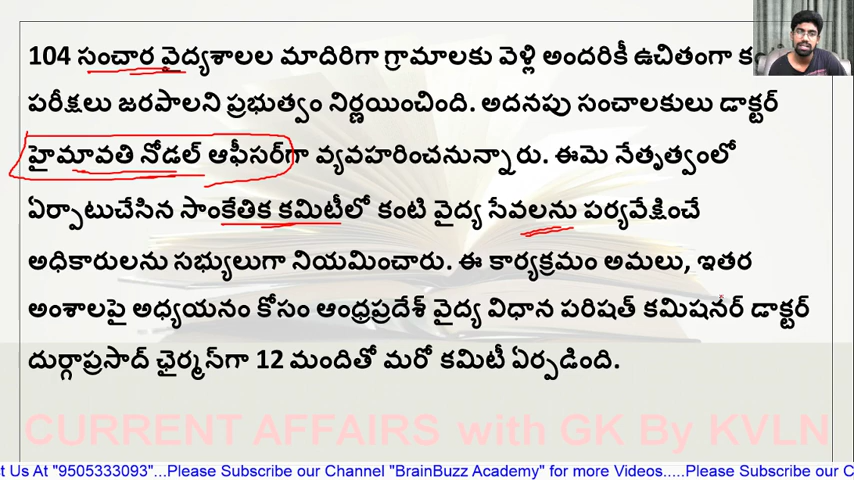 104 సంచార వైద్యశాలల మాదిరిగా గ్రామాలకు వెళ్లి అందరికీ ఉచితంగా
పరీక్షలు జరపాలని ప్రభుత్వం నిర్ణయించింది. అదనపు సంచాలకులు డాక్టర్
హైమావతి నోడల్ ఆఫీసర్‌గా వ్యవహరించనున్నారు. ఈమె నేతృత్వంలో
ఏర్పాటుచేసిన సాంకేతిక కమిటీలో కంటి వైద్య సేవలను పర్యవేక్షించే
అధికారులను సభ్యులుగా నియమించారు. ఈ కార్యక్రమం అమలు, ఇతర
అంశాలపై అధ్యయనం కోసం ఆంధ్రప్రదేశ్ వైద్య విధాన పరిషత్ కమిషనర్ డాక్టర్
దుర్గాప్రసాద్ ఛైర్మన్‌గా 12 మందితో మరో కమిటీ ఏర్పడింది.
CURRENT AFFAIRS with GK By KVLN
Us At "9505333093"...Please Subscribe our Channel "BrainBuzz Academy" for more Videos.....Please Subscribe our